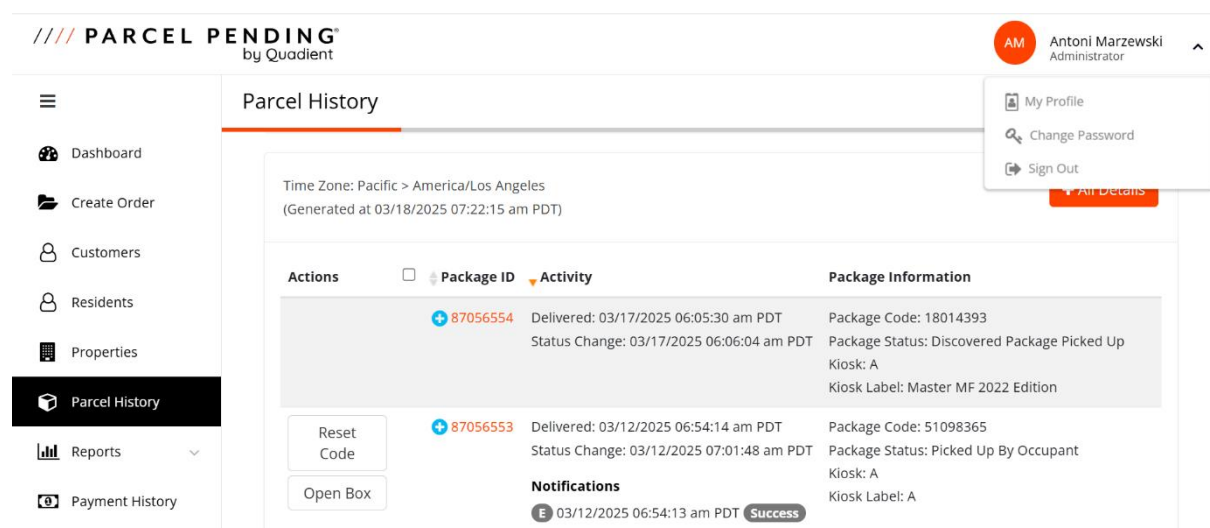 //// PARCEL PENDING®
by Quadient
AM
Antoni Marzewski
Administrator
My Profile
Change Password
Sign Out
Dashboard
Create Order
Customers
Residents
Properties
Parcel History
Reports
Payment History
Parcel History
Time Zone: Pacific > America/Los Angeles
(Generated at 03/18/2025 07:22:15 am PDT)
+ All Details
Actions Package ID Activity Package Information
87056554 Delivered: 03/17/2025 06:05:30 am PDT Package Code: 18014393
Status Change: 03/17/2025 06:06:04 am PDT Package Status: Discovered Package Picked Up
Kiosk: A
Kiosk Label: Master MF 2022 Edition
Reset
Code
Open Box
87056553 Delivered: 03/12/2025 06:54:14 am PDT Package Code: 51098365
Status Change: 03/12/2025 07:01:48 am PDT Package Status: Picked Up By Occupant
Kiosk: A
Notifications Kiosk Label: A
E 03/12/2025 06:54:13 am PDT Success